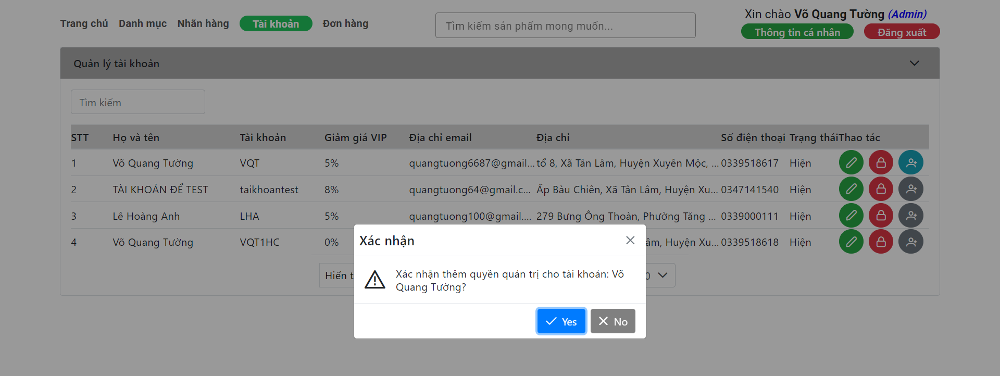 Trang chủ Danh mục Nhãn hàng Tài khoản Đơn hàng
Tìm kiếm sản phẩm mong muốn...
Xin chào Võ Quang Tường (Admin)
Thông tin cá nhân Đăng xuất
Quản lý tài khoản
Tìm kiếm
STT Họ và tên Tài khoản Giảm giá VIP Địa chỉ email Địa chỉ Số điện thoại Trạng thái Thao tác
1 Võ Quang Tường VQT 5% quangtuong6687@gmail... tổ 8, Xã Tân Lâm, Huyện Xuyên Mộc, ... 0339518617 Hiện
2 TÀI KHOẢN ĐỂ TEST taikhoantest 8% quangtuong64@gmail.c... Ấp Bàu Chiên, Xã Tân Lâm, Huyện Xu... 0347141540 Hiện
3 Lê Hoàng Anh LHA 5% quangtuong100@gmail.... 279 Bưng Ông Thoàn, Phường Tăng ... 0339000111 Hiện
4 Võ Quang Tường VQT1HC 0% âm, Huyện Xu... 0339518618 Hiện
Hiển t 0
Xác nhận
Xác nhận thêm quyền quản trị cho tài khoản: Võ
Quang Tường?
Yes No